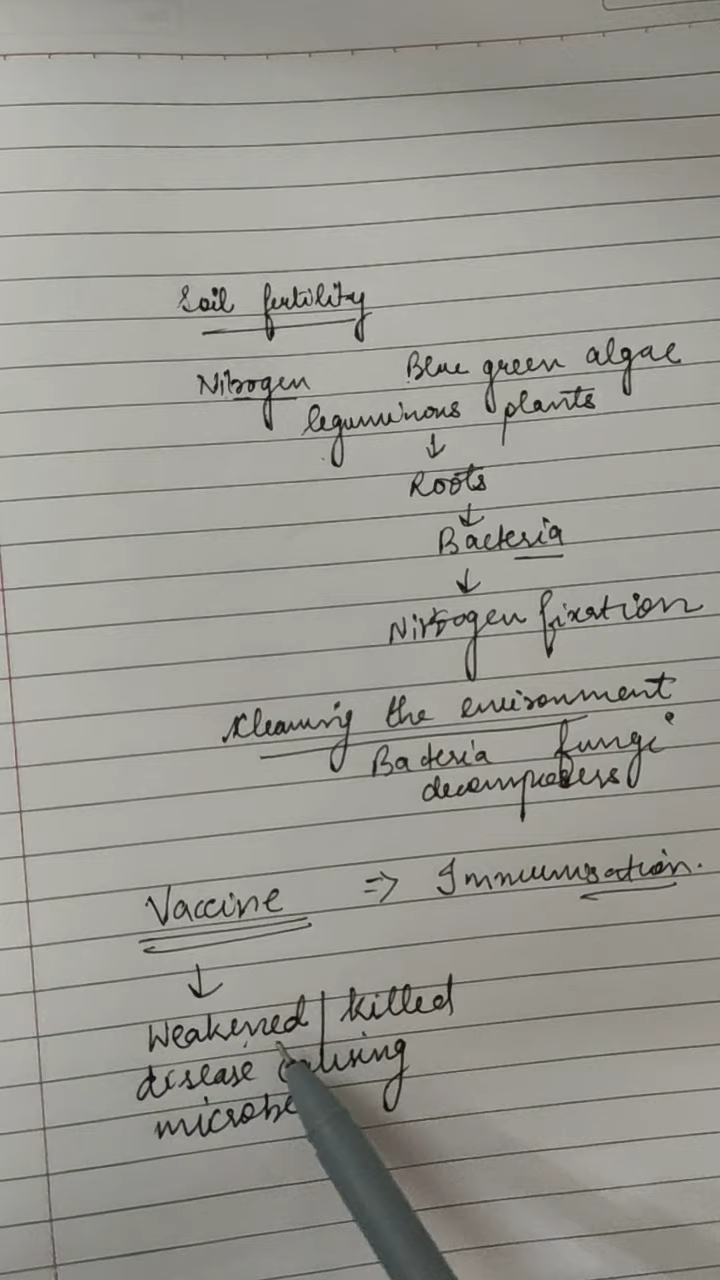 Soil fertility
Nitrogen Blue green algae
leguminous plants
↓
Roots
↓
Bacteria
↓
Nitrogen fixation
Cleaning the environment
Bacteria fungi
decomposers
Vaccine ⇒ Immunisation.
↓
Weakened / killed
disease causing